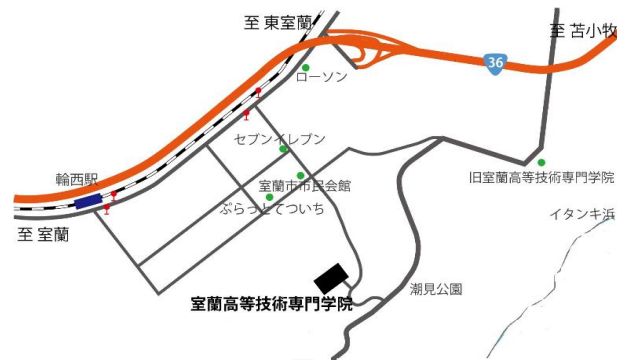 至 東室蘭
至 苫小牧
36
ローソン
セブンイレブン
輪西駅
室蘭市市民会館
旧室蘭高等技術専門学院
ぷらっとてついち
イタンキ浜
至 室蘭
潮見公園
室蘭高等技術専門学院